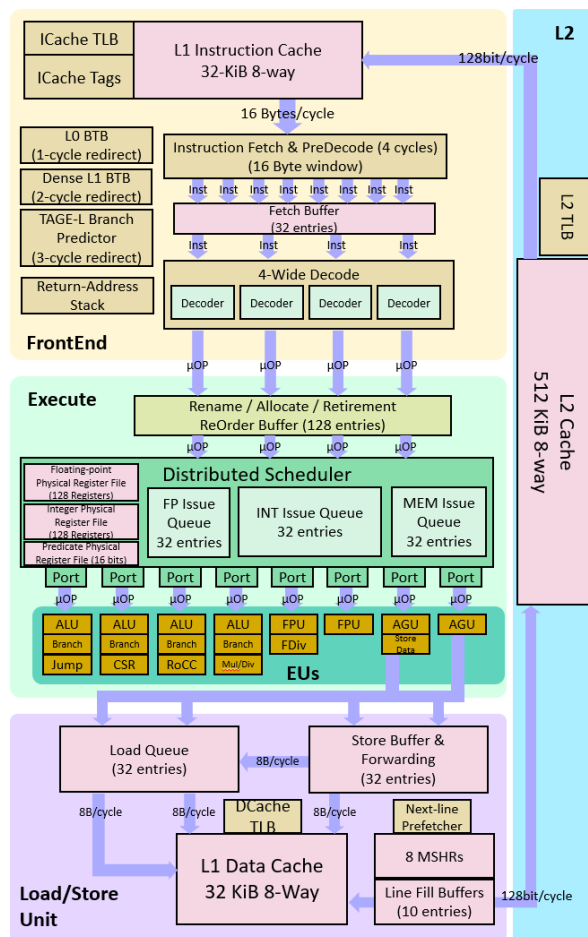 ICache TLB
ICache Tags
L1 Instruction Cache
32-KiB 8-way
128bit/cycle
L2
16 Bytes/cycle
L0 BTB
(1-cycle redirect)
Dense L1 BTB
(2-cycle redirect)
TAGE-L Branch
Predictor
(3-cycle redirect)
Return-Address
Stack
Instruction Fetch & PreDecode (4 cycles)
(16 Byte window)
Inst Inst Inst Inst Inst Inst Inst Inst
Fetch Buffer
(32 entries)
Inst Inst Inst Inst
4-Wide Decode
Decoder Decoder Decoder Decoder
FrontEnd
L2 TLB
L2 Cache
512 KiB 8-way
μOP μOP μOP μOP
Execute
Rename / Allocate / Retirement
ReOrder Buffer (128 entries)
μOP μOP μOP μOP
Distributed Scheduler
Floating-point
Physical Register File
(128 Registers)
Integer Physical
Register File
(128 Registers)
Predicate Physical
Register File (16 bits)
FP Issue
Queue
32 entries
INT Issue Queue
32 entries
MEM Issue
Queue
32 entries
Port Port Port Port Port Port Port Port
μOP μOP μOP μOP μOP μOP μOP μOP
ALU ALU ALU ALU FPU FPU AGU AGU
Branch Branch Branch Branch FDiv Store
Data
Jump CSR RoCC Mul/Div
EUs
Load Queue
(32 entries)
8B/cycle
Store Buffer &
Forwarding
(32 entries)
8B/cycle 8B/cycle 8B/cycle
DCache
TLB
Next-line
Prefetcher
L1 Data Cache
32 KiB 8-Way
8 MSHRs
Line Fill Buffers
(10 entries)
128bit/cycle
Load/Store
Unit